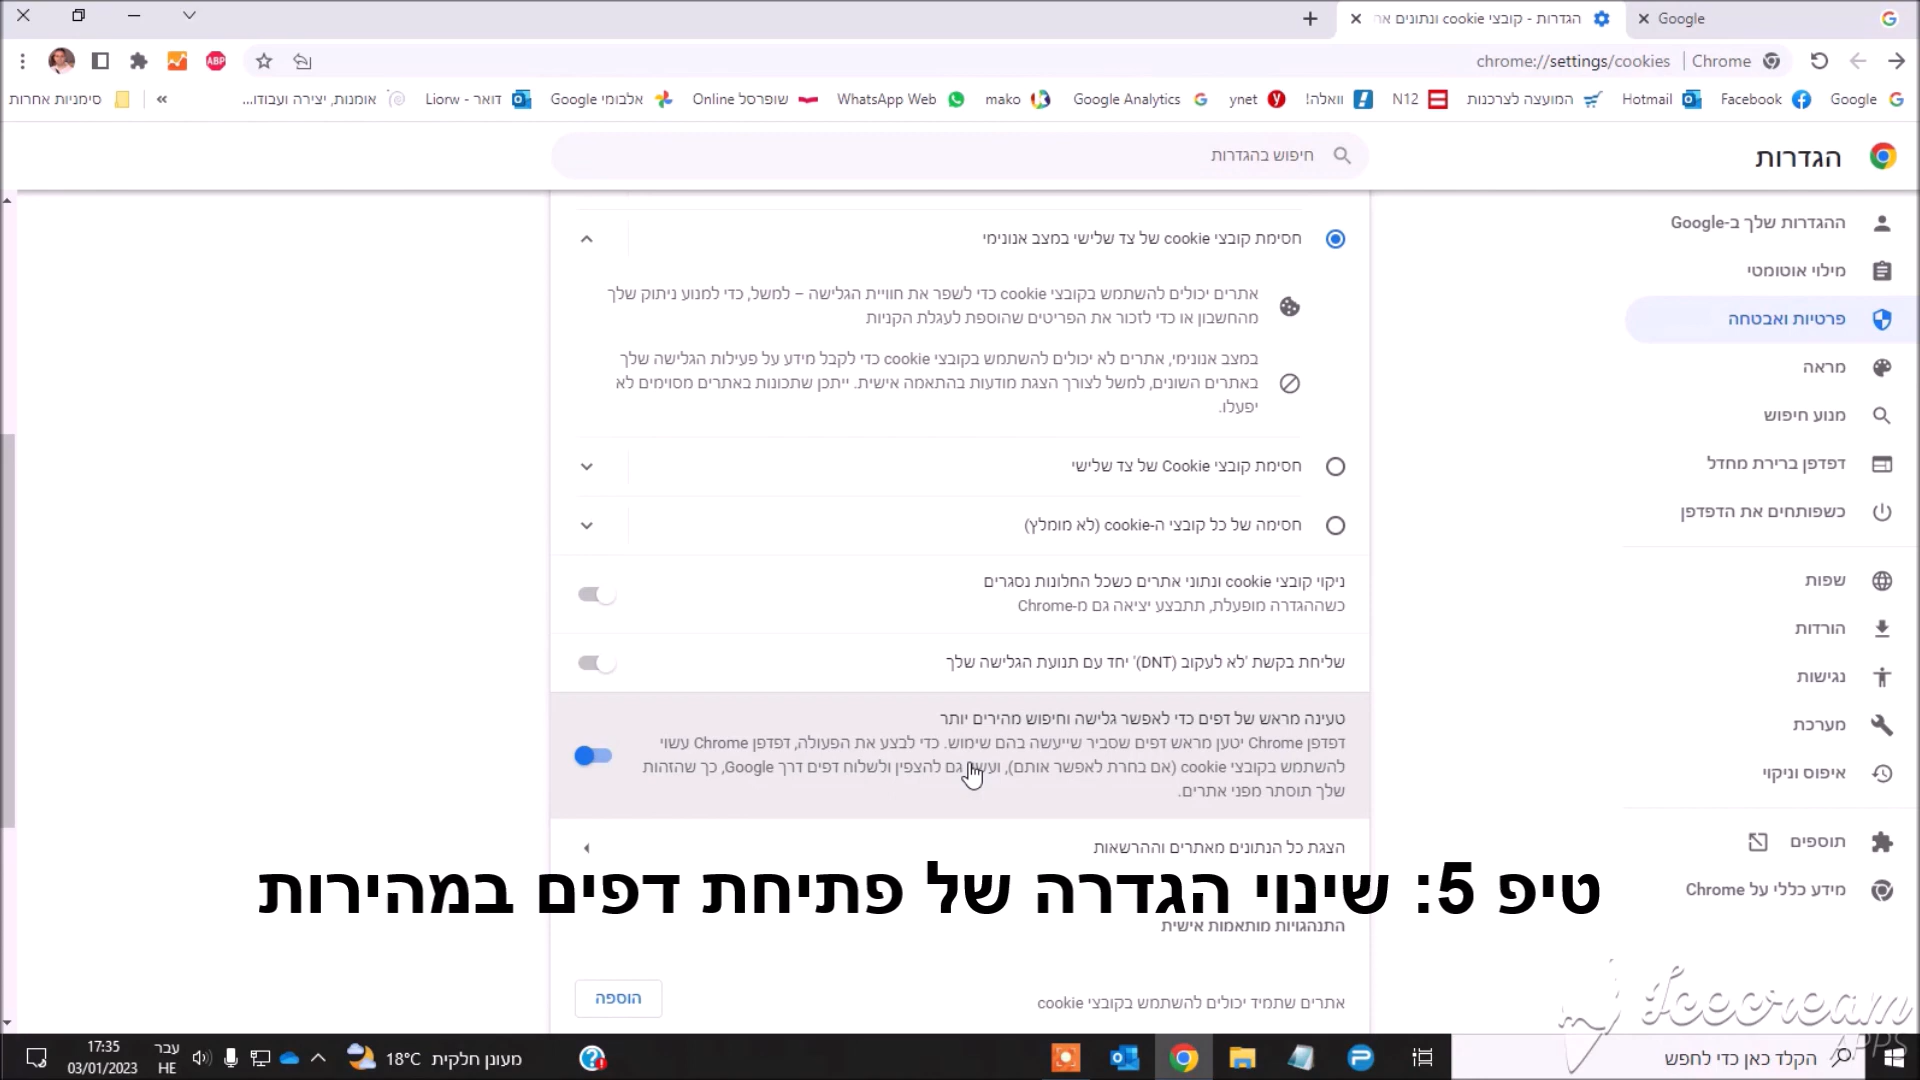 Google
הגדרות - קובצי cookie ונתונים אח
Chrome | chrome://settings/cookies
ABP
Google
Facebook
Hotmail
המועצה לצרכנות
N12
וואלה!
ynet
Google Analytics
mako
WhatsApp Web
שופרסל Online
אלבומי Google
דואר - Liorw
אומנות, יצירה ועבודו...
»
סימניות אחרות
הגדרות
חיפוש בהגדרות
ההגדרות שלך ב-Google
מילוי אוטומטי
פרטיות ואבטחה
מראה
מנוע חיפוש
דפדפן ברירת מחדל
כשפותחים את הדפדפן
שפות
הורדות
נגישות
מערכת
איפוס וניקוי
תוספים
מידע כללי על Chrome
חסימת קובצי cookie של צד שלישי במצב אנונימי
אתרים יכולים להשתמש בקובצי cookie כדי לשפר את חוויית הגלישה – למשל, כדי למנוע ניתוק שלך
מהחשבון או כדי לזכור את הפריטים שהוספת לעגלת הקניות
במצב אנונימי, אתרים לא יכולים להשתמש בקובצי cookie כדי לקבל מידע על פעילות הגלישה שלך
באתרים השונים, למשל לצורך הצגת מודעות בהתאמה אישית. ייתכן שתכונות באתרים מסוימים לא
יפעלו.
חסימת קובצי Cookie של צד שלישי
חסימה של כל קובצי ה-cookie (לא מומלץ)
ניקוי קובצי cookie ונתוני אתרים כשכל החלונות נסגרים
כשההגדרה מופעלת, תתבצע יציאה גם מ-Chrome
שליחת בקשת 'לא לעקוב (DNT)' יחד עם תנועת הגלישה שלך
טעינה מראש של דפים כדי לאפשר גלישה וחיפוש מהירים יותר
דפדפן Chrome יטען מראש דפים שסביר שייעשה בהם שימוש. כדי לבצע את הפעולה, דפדפן Chrome עשוי
להשתמש בקובצי cookie (אם בחרת לאפשר אותם), ועשוי גם להצפין ולשלוח דפים דרך Google, כך שהזהות
שלך תוסתר מפני אתרים.
הצגת כל הנתונים מאתרים וההרשאות
טיפ 5: שינוי הגדרה של פתיחת דפים במהירות
התנהגויות מותאמות אישית
אתרים שתמיד יכולים להשתמש בקובצי cookie
הוספה
Icecream
APPS
הקלד כאן כדי לחפש
18°C מעונן חלקית
עבר
HE
17:35
03/01/2023